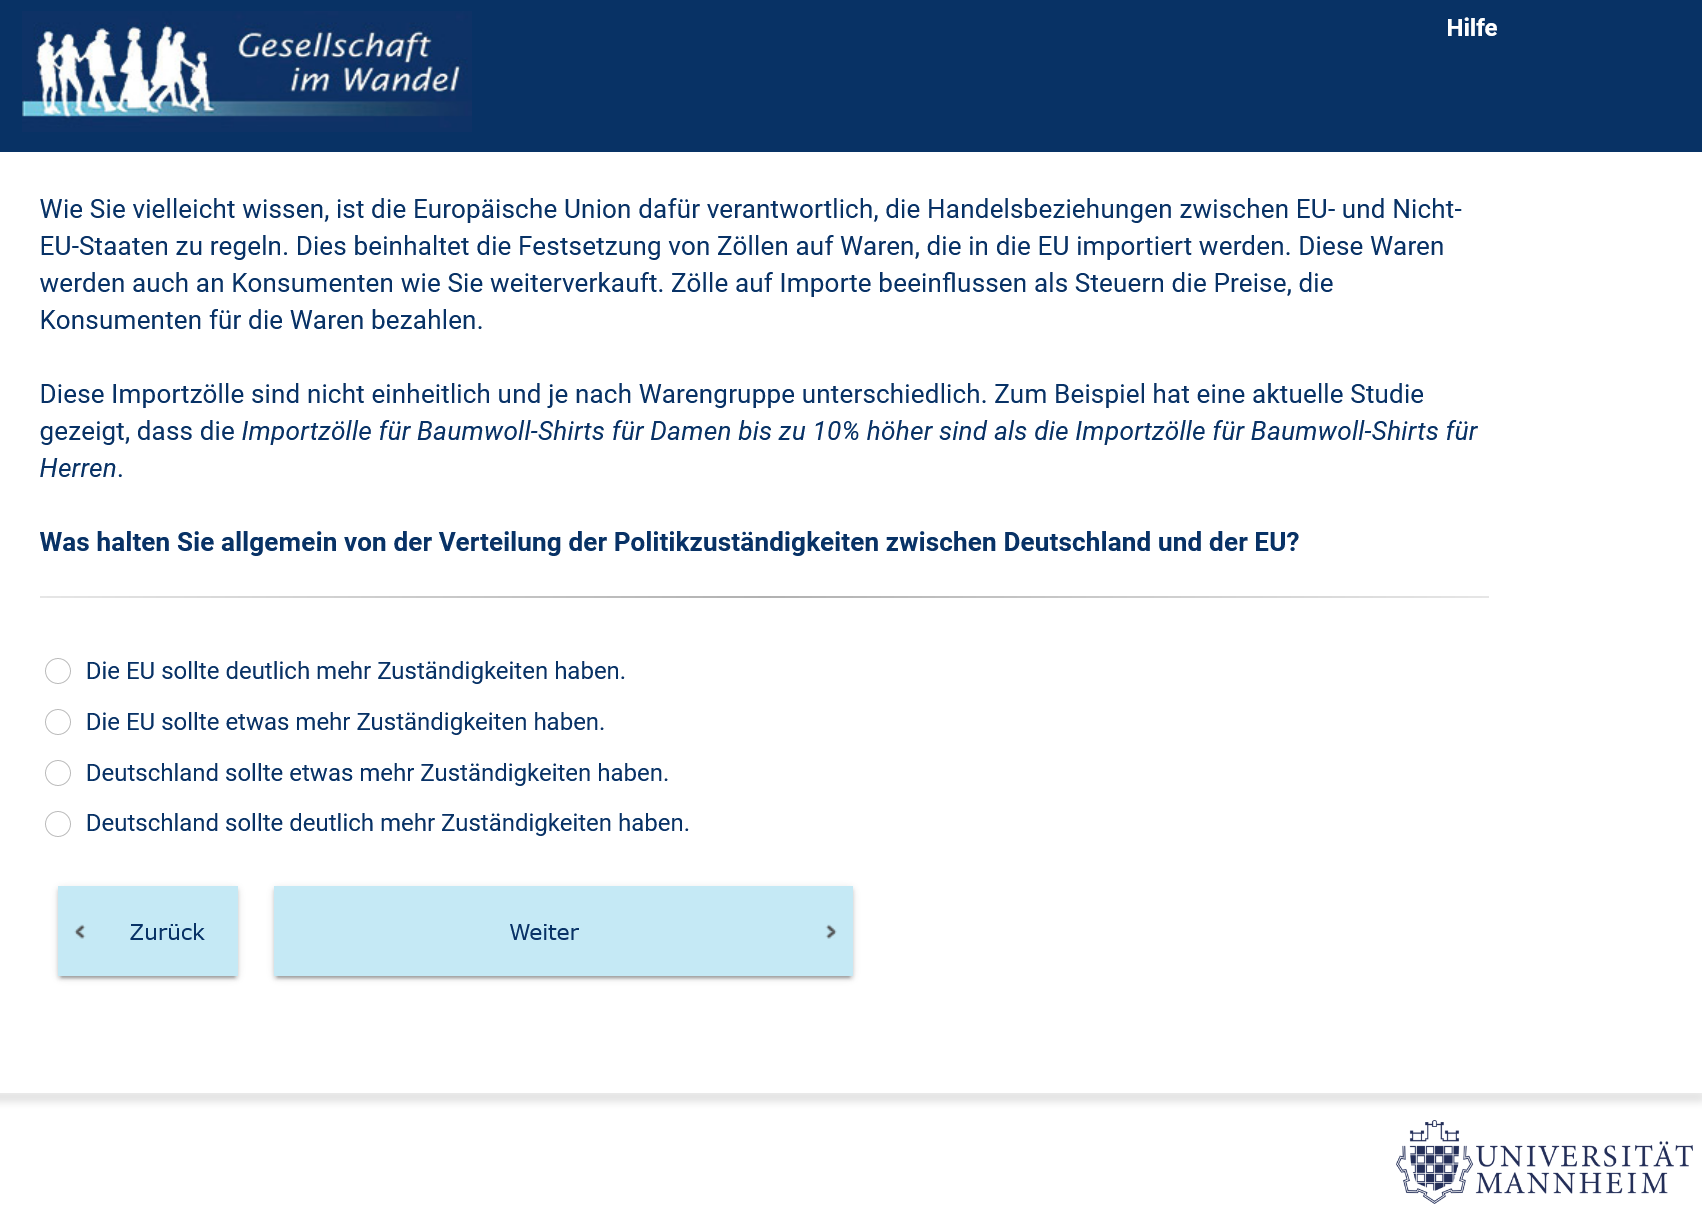 Gesellschaft
im Wandel
Hilfe
Wie Sie vielleicht wissen, ist die Europäische Union dafür verantwortlich, die Handelsbeziehungen zwischen EU- und Nicht-
EU-Staaten zu regeln. Dies beinhaltet die Festsetzung von Zöllen auf Waren, die in die EU importiert werden. Diese Waren
werden auch an Konsumenten wie Sie weiterverkauft. Zölle auf Importe beeinflussen als Steuern die Preise, die
Konsumenten für die Waren bezahlen.
Diese Importzölle sind nicht einheitlich und je nach Warengruppe unterschiedlich. Zum Beispiel hat eine aktuelle Studie
gezeigt, dass die Importzölle für Baumwoll-Shirts für Damen bis zu 10% höher sind als die Importzölle für Baumwoll-Shirts für
Herren.
Was halten Sie allgemein von der Verteilung der Politikzuständigkeiten zwischen Deutschland und der EU?
Die EU sollte deutlich mehr Zuständigkeiten haben.
Die EU sollte etwas mehr Zuständigkeiten haben.
Deutschland sollte etwas mehr Zuständigkeiten haben.
Deutschland sollte deutlich mehr Zuständigkeiten haben.
Zurück
Weiter
UNIVERSITÄT
MANNHEIM